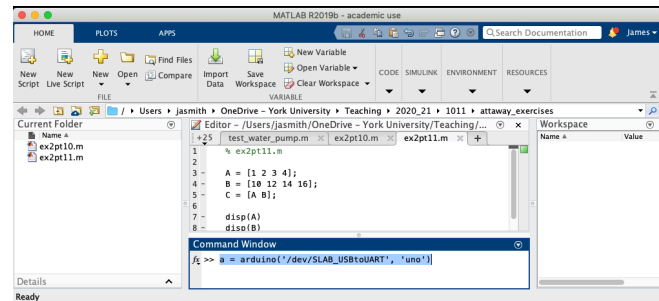 MATLAB R2019b - academic use
HOME PLOTS APPS Search Documentation James
New Script
New Live Script
New
Open
Find Files
Compare
Import Data
Save Workspace
New Variable
Open Variable
Clear Workspace
CODE SIMULINK ENVIRONMENT RESOURCES
FILE VARIABLE
/ ▸ Users ▸ jasmith ▸ OneDrive - York University ▸ Teaching ▸ 2020_21 ▸ 1011 ▸ attaway_exercises
Current Folder
Name
ex2pt10.m
ex2pt11.m
Details
Editor - /Users/jasmith/OneDrive - York University/Teaching/...
+25 test_water_pump.m ex2pt10.m ex2pt11.m +
1 % ex2pt11.m
2
3 - A = [1 2 3 4];
4 - B = [10 12 14 16];
5 - C = [A B];
6
7 - disp(A)
8 - disp(B)
Command Window
fx >> a = arduino('/dev/SLAB_USBtoUART', 'uno')
Workspace
Name Value
Ready